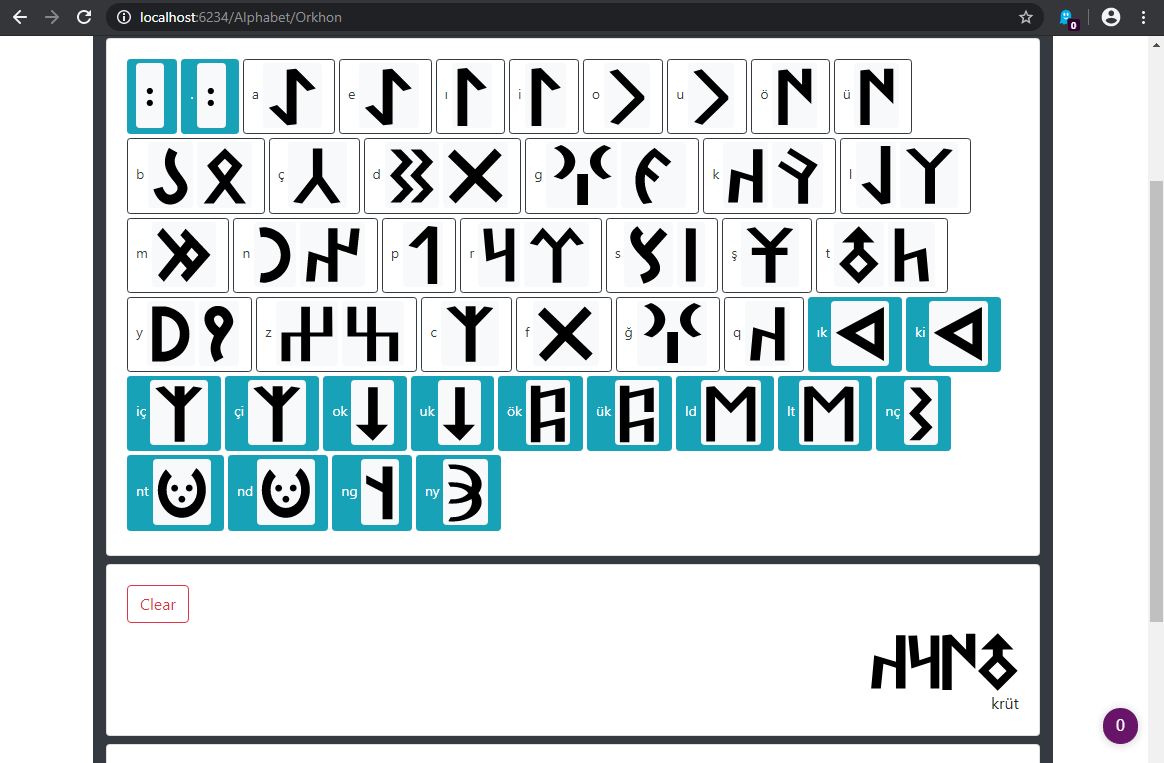 localhost:6234/Alphabet/Orkhon
0
: : . : a 𐰀 e 𐰀 ı 𐰃 i 𐰃 o 𐰆 u 𐰆 ö 𐰇 ü 𐰇
b 𐰉 𐰋 ç 𐰲 d 𐰑 𐰓 g 𐰍 𐰏 k 𐰴 𐰚 l 𐰞 𐰠
m 𐰢 n 𐰣 𐰤 p 𐰯 r 𐰺 𐰼 s 𐰽 𐰾 ş 𐱁 t 𐱃 𐱅
y 𐰖 𐰘 z 𐰔 𐰕 c 𐰱 f 𐰓 ğ 𐰍 q 𐰴 ık 𐰶 ki 𐰶
iç 𐰱 çi 𐰱 ok 𐰸 uk 𐰸 ök 𐰜 ük 𐰜 ld 𐰡 lt 𐰡 nç 𐰨
nt 𐰦 nd 𐰦 ng 𐰭 ny 𐰪
Clear
𐱃𐰇𐰺𐰴
krüt
0